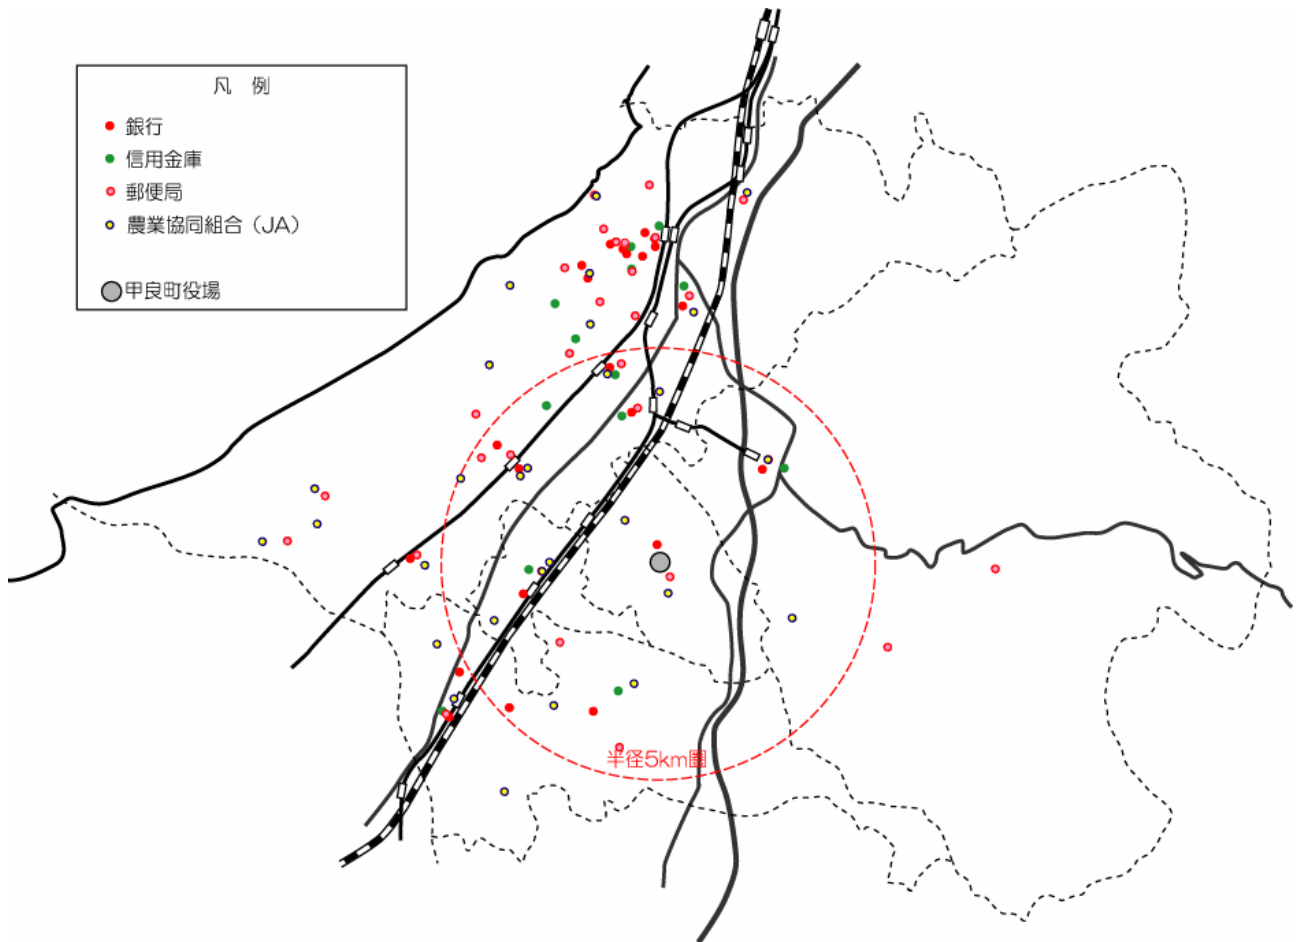 凡 例
銀行
信用金庫
郵便局
農業協同組合（JA）
甲良町役場
半径5km圏